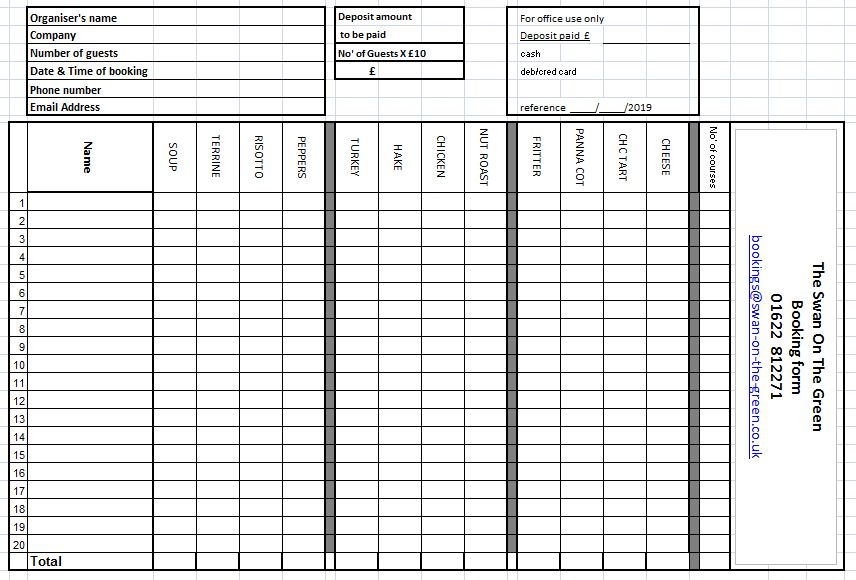 Organiser's name
Company
Number of guests
Date & Time of booking
Phone number
Email Address
Deposit amount
to be paid
No' of Guests X £10
£
For office use only
Deposit paid £ ___________
cash
deb/cred card
reference ____/____/2019
Name
SOUP
TERRINE
RISOTTO
PEPPERS
TURKEY
HAKE
CHICKEN
NUT ROAST
FRITTER
PANNA COT
CHC TART
CHEESE
No' of courses
1
2
3
4
5
6
7
8
9
10
11
12
13
14
15
16
17
18
19
20
Total
The Swan On The Green
Booking form
01622 812271
bookings@swan-on-the-green.co.uk